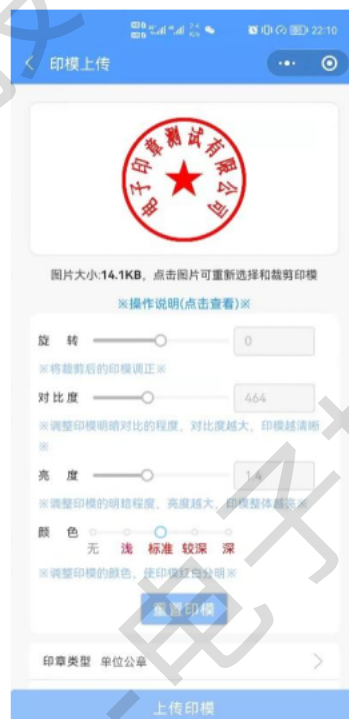 22:10
印模上传
电子印章测试有限公司
图片大小:14.1KB，点击图片可重新选择和裁剪印模
※操作说明(点击查看)※
旋 转 0
※将裁剪后的印模调正※
对比度 464
※调整印模明暗对比的程度，对比度越大，印模越清晰
※
亮 度 1.4
※调整印模的明暗程度，亮度越大，印模整体越亮※
颜 色
无 浅 标准 较深 深
※调整印模的颜色，使印模红白分明※
重置印模
印章类型 单位公章
上传印模